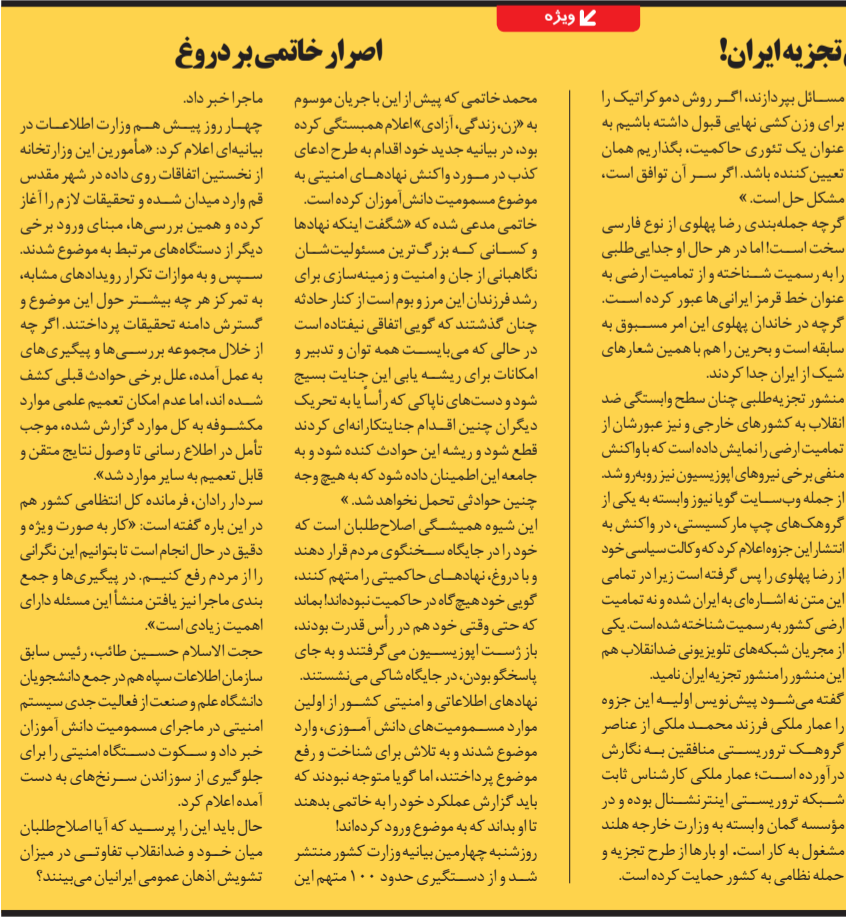 ویژه
ی تجزیه ایران!
مسائل بپردازند، اگر روش دموکراتیک را
برای وزن‌کشی نهایی قبول داشته باشیم به
عنوان یک تئوری حاکمیت، بگذاریم همان
تعیین‌کننده باشد. اگر سر آن توافق است،
مشکل حل است.»
گرچه جمله‌بندی رضا پهلوی از نوع فارسی
سخت است! اما در هر حال او جدایی‌طلبی
را به رسمیت شناخته و از تمامیت ارضی به
عنوان خط قرمز ایرانی‌ها عبور کرده است.
گرچه در خاندان پهلوی این امر مسبوق به
سابقه است و بحرین را هم با همین شعارهای
شیک از ایران جدا کردند.
منشور تجزیه‌طلبی چنان سطح وابستگی ضد
انقلاب به کشورهای خارجی و نیز عبورشان از
تمامیت ارضی را نمایش داده است که با واکنش
منفی برخی نیروهای اپوزیسیون نیز روبه‌رو شد.
از جمله وب‌سایت گویا نیوز وابسته به یکی از
گروهک‌های چپ مارکسیستی، در واکنش به
انتشار این جزوه اعلام کرد که وکالت سیاسی خود
از رضا پهلوی را پس گرفته است زیرا در تمامی
این متن نه اشاره‌ای به ایران شده و نه تمامیت
ارضی کشور به رسمیت شناخته شده است. یکی
از مجریان شبکه‌های تلویزیونی ضدانقلاب هم
این منشور را منشور تجزیه ایران نامید.
گفته می‌شود پیش‌نویس اولیه این جزوه
را عمار ملکی فرزند محمد ملکی از عناصر
گروهک تروریستی منافقین به نگارش
درآورده است؛ عمار ملکی کارشناس ثابت
شبکه تروریستی اینترنشنال بوده و در
مؤسسه گمان وابسته به وزارت خارجه هلند
مشغول به کار است. او بارها از طرح تجزیه و
حمله نظامی به کشور حمایت کرده است.
اصرار خاتمی بر دروغ
محمد خاتمی که پیش از این با جریان موسوم
به «زن، زندگی، آزادی» اعلام همبستگی کرده
بود، در بیانیه جدید خود اقدام به طرح ادعای
کذب در مورد واکنش نهادهای امنیتی به
موضوع مسمومیت دانش‌آموزان کرده است.
خاتمی مدعی شده که «شگفت اینکه نهادها
و کسانی که بزرگ‌ترین مسئولیت‌شان
نگاهبانی از جان و امنیت و زمینه‌سازی برای
رشد فرزندان این مرز و بوم است از کنار حادثه
چنان گذشتند که گویی اتفاقی نیفتاده است
در حالی که می‌بایست همه توان و تدبیر و
امکانات برای ریشه یابی این جنایت بسیج
شود و دست‌های ناپاکی که رأساً یا به تحریک
دیگران چنین اقدام جنایتکارانه‌ای کردند
قطع شود و ریشه این حوادث کنده شود و به
جامعه این اطمینان داده شود که به هیچ وجه
چنین حوادثی تحمل نخواهد شد.»
این شیوه همیشگی اصلاح‌طلبان است که
خود را در جایگاه سخنگوی مردم قرار دهند
و با دروغ، نهادهای حاکمیتی را متهم کنند،
گویی خود هیچ گاه در حاکمیت نبوده‌اند! بماند
که حتی وقتی خود هم در رأس قدرت بودند،
باز ژست اپوزیسیون می‌گرفتند و به جای
پاسخگو بودن، در جایگاه شاکی می‌نشستند.
نهادهای اطلاعاتی و امنیتی کشور از اولین
موارد مسمومیت‌های دانش آموزی، وارد
موضوع شدند و به تلاش برای شناخت و رفع
موضوع پرداختند، اما گویا متوجه نبودند که
باید گزارش عملکرد خود را به خاتمی بدهند
تا او بداند که به موضوع ورود کرده‌اند!
روزشنبه چهارمین بیانیه وزارت کشور منتشر
شد و از دستگیری حدود ۱۰۰ متهم این
ماجرا خبر داد.
چهار روز پیش هم وزارت اطلاعات در
بیانیه‌ای اعلام کرد: «مأمورین این وزارتخانه
از نخستین اتفاقات روی داده در شهر مقدس
قم وارد میدان شده و تحقیقات لازم را آغاز
کرده و همین بررسی‌ها، مبنای ورود برخی
دیگر از دستگاه‌های مرتبط به موضوع شدند.
سپس و به موازات تکرار رویدادهای مشابه،
به تمرکز هر چه بیشتر حول این موضوع و
گسترش دامنه تحقیقات پرداختند. اگر چه
از خلال مجموعه بررسی‌ها و پیگیری‌های
به عمل آمده، علل برخی حوادث قبلی کشف
شده اند، اما عدم امکان تعمیم علمی موارد
مکشوفه به کل موارد گزارش شده، موجب
تأمل در اطلاع رسانی تا وصول نتایج متقن و
قابل تعمیم به سایر موارد شد».
سردار رادان، فرمانده کل انتظامی کشور هم
در این باره گفته است: «کار به صورت ویژه و
دقیق در حال انجام است تا بتوانیم این نگرانی
را از مردم رفع کنیم. در پیگیری‌ها و جمع
بندی ماجرا نیز یافتن منشأ این مسئله دارای
اهمیت زیادی است».
حجت الاسلام حسین طائب، رئیس سابق
سازمان اطلاعات سپاه هم در جمع دانشجویان
دانشگاه علم و صنعت از فعالیت جدی سیستم
امنیتی در ماجرای مسمومیت دانش آموزان
خبر داد و سکوت دستگاه امنیتی را برای
جلوگیری از سوزاندن سرنخ‌های به دست
آمده اعلام کرد.
حال باید این را پرسید که آیا اصلاح‌طلبان
میان خود و ضدانقلاب تفاوتی در میزان
تشویش اذهان عمومی ایرانیان می‌بینند؟